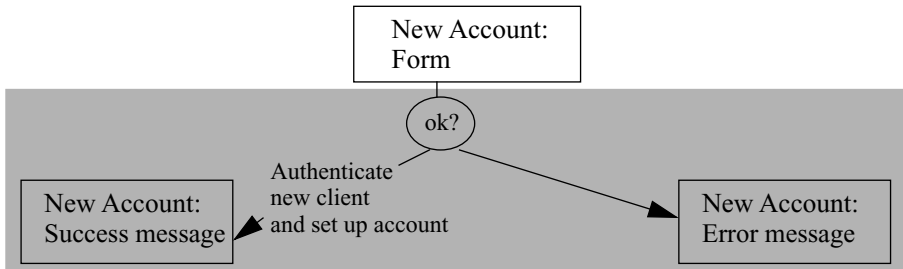 New Account:
Form
ok?
Authenticate
new client
and set up account
New Account:
Success message
New Account:
Error message